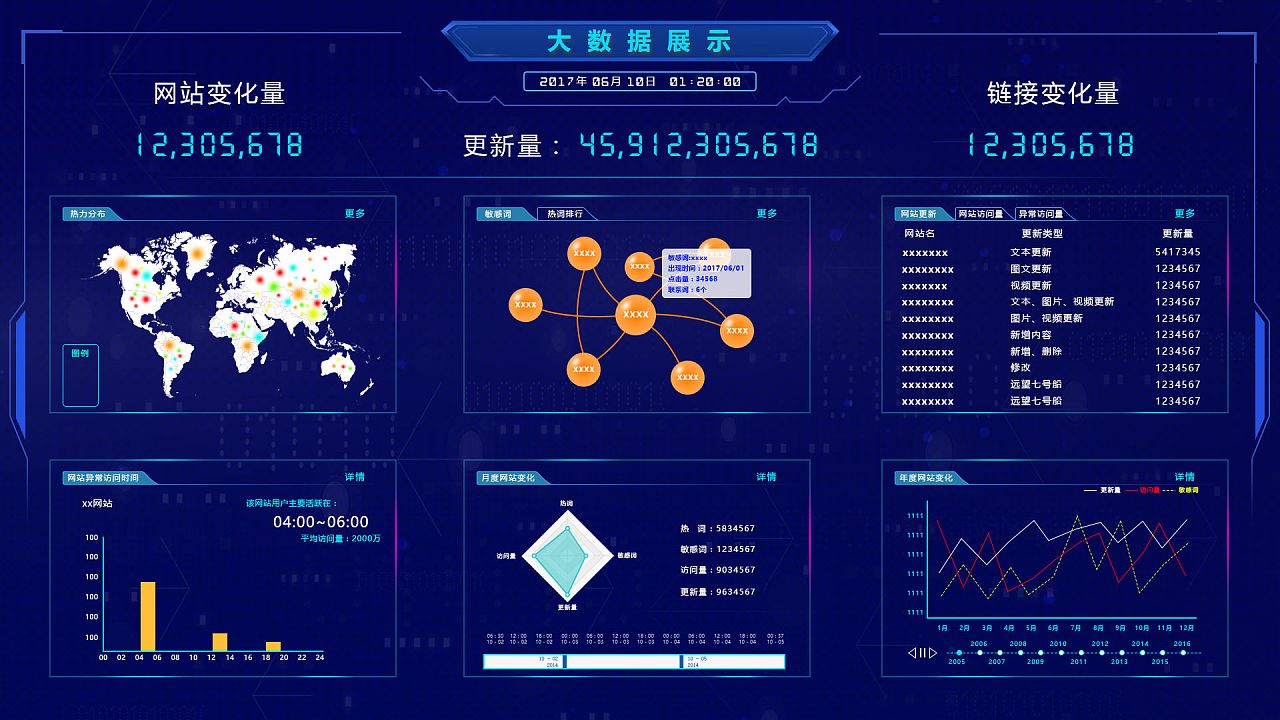 大数据展示
2017年06月10日 01:20:00
网站变化量
12,305,678
更新量：45,912,305,678
链接变化量
12,305,678
热力分布
更多
图例
敏感词
热词排行
更多
xxxx
xxxx
xxxx
xxxx
xxxx
xxxx
xxxx
敏感词:xxxx
出现时间：2017/06/01
点击量：34568
联系词：6个
网站更新
网站访问量
异常访问量
更多
网站名 更新类型 更新量
xxxxxxx 文本更新 5417345
xxxxxxxx 图文更新 1234567
xxxxxxx 视频更新 1234567
xxxxxxxx 文本、图片、视频更新 1234567
xxxxxxxx 图片、视频更新 1234567
xxxxxxxx 新增内容 1234567
xxxxxxxx 新增、删除 1234567
xxxxxxxx 修改 1234567
xxxxxxxx 远望七号船 1234567
xxxxxxxx 远望七号船 1234567
网站异常访问时间
详情
xx网站
该网站用户主要活跃在：
04:00~06:00
平均访问量：2000万
100
100
100
100
100
100
00 02 04 06 08 10 12 14 16 18 20 22 24
月度网站变化
详情
热词
访问量
敏感词
更新量
热 词：5834567
敏感词：1234567
访问量：9034567
更新量：9634567
06:30 12:00 18:00 00:00 06:00 12:00 18:00 00:00 06:00 12:00 18:00 00:37
10-02 10-02 10-02 10-03 10-03 10-03 10-03 10-04 10-04 10-04 10-04 10-05
10-02
2014
10-05
2014
年度网站变化
详情
更新量 访问量 敏感词
1111
1111
1111
1111
1111
1111
1月 2月 3月 4月 5月 6月 7月 8月 9月 10月 11月 12月
2006 2008 2010 2012 2014 2016
2005 2007 2009 2011 2013 2015